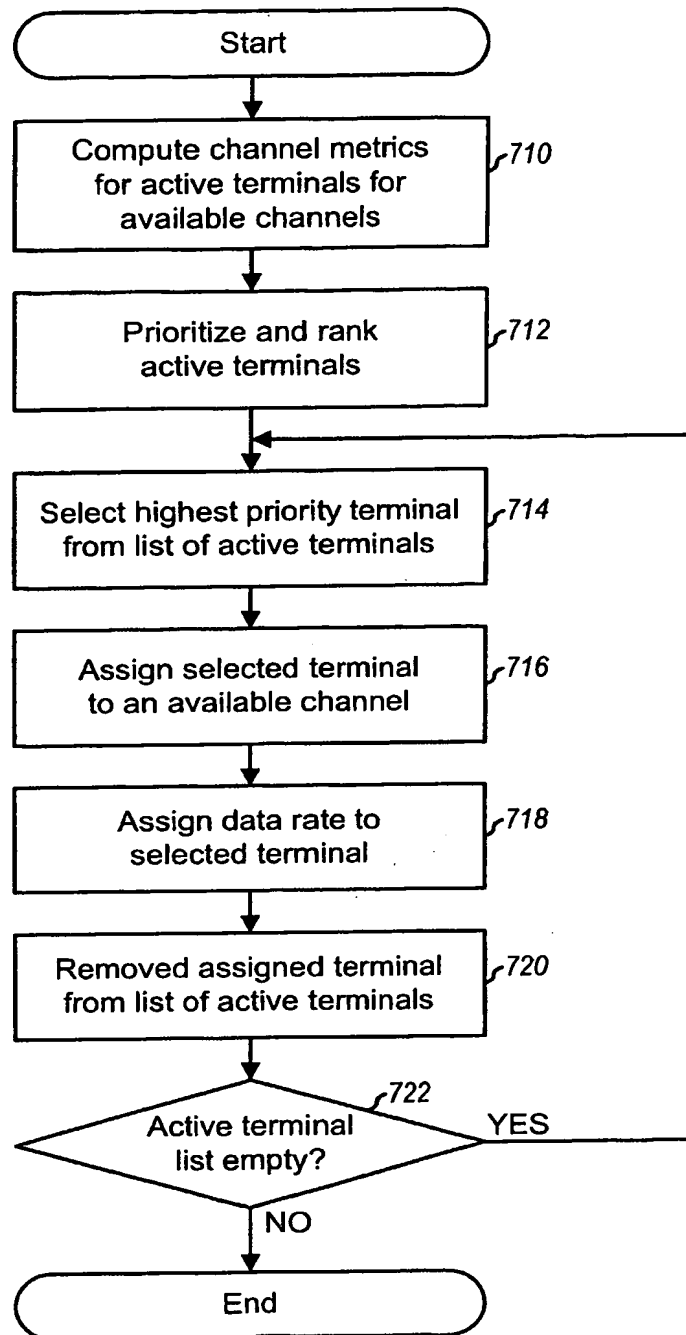 Start
Compute channel metrics
for active terminals for
available channels
710
Prioritize and rank
active terminals
712
Select highest priority terminal
from list of active terminals
714
Assign selected terminal
to an available channel
716
Assign data rate to
selected terminal
718
Removed assigned terminal
from list of active terminals
720
722
Active terminal
list empty?
YES
NO
End